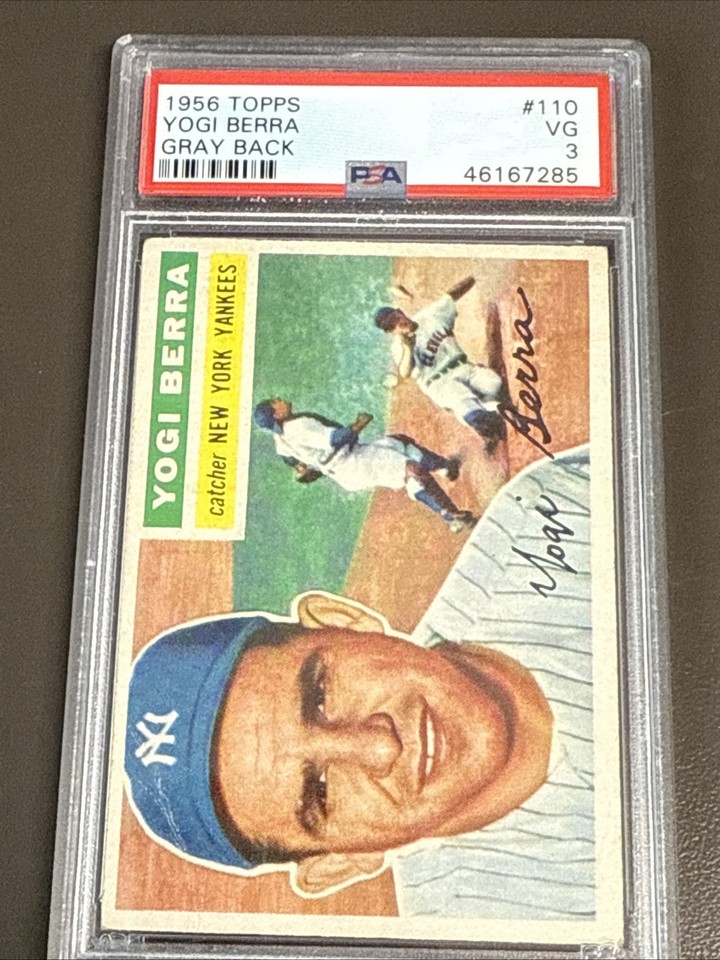 1956 TOPPS #110
YOGI BERRA VG
GRAY BACK 3
PSA 46167285
YOGI BERRA
catcher NEW YORK YANKEES
Yogi Berra
NY